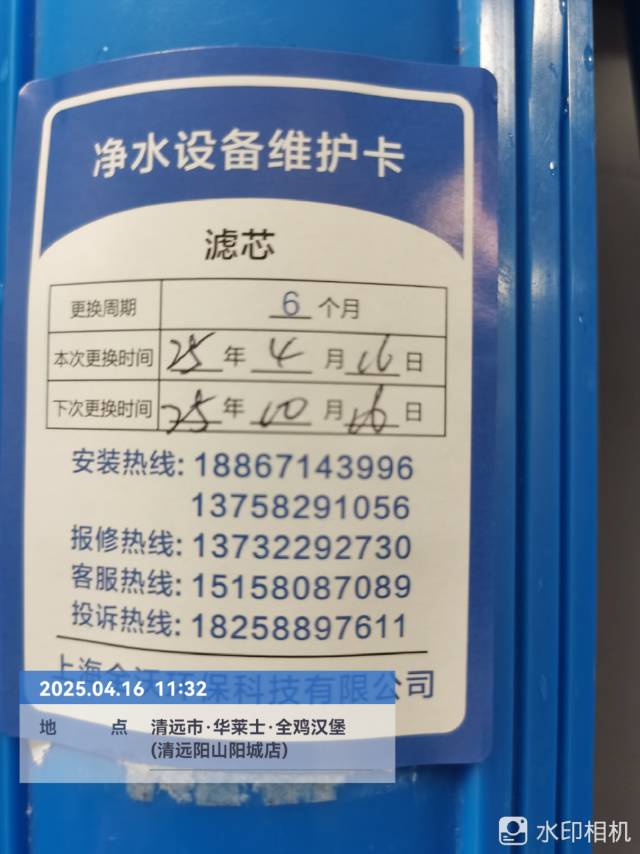 净水设备维护卡
滤芯
更换周期 6 个月
本次更换时间 25 年 4 月 16 日
下次更换时间 25 年 10 月 16 日
安装热线: 18867143996
13758291056
报修热线: 13732292730
客服热线: 15158087089
投诉热线: 18258897611
上海 保科技有限公司
2025.04.16 11:32
地 点 清远市·华莱士·全鸡汉堡
(清远阳山阳城店)
水印相机